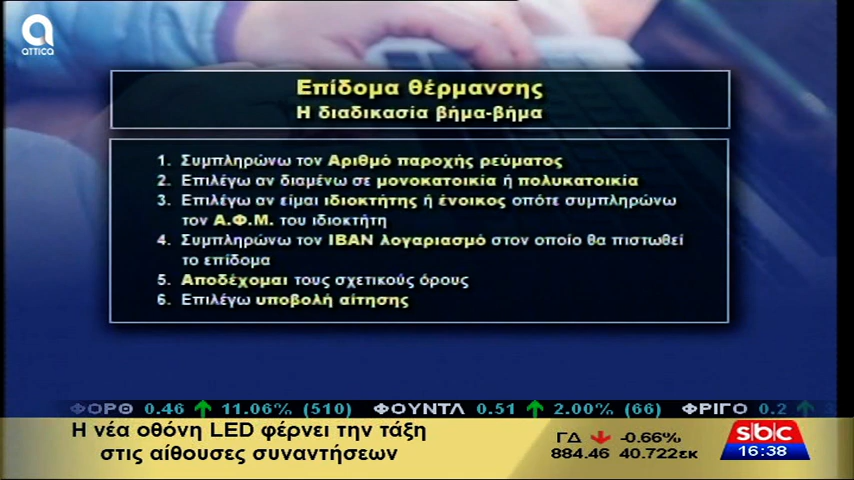 αττica
Επίδομα θέρμανσης
Η διαδικασία βήμα-βήμα
1. Συμπληρώνω τον Αριθμό παροχής ρεύματος
2. Επιλέγω αν διαμένω σε μονοκατοικία ή πολυκατοικία
3. Επιλέγω αν είμαι ιδιοκτήτης ή ένοικος οπότε συμπληρώνω
τον Α.Φ.Μ. του ιδιοκτήτη
4. Συμπληρώνω τον IBAN λογαριασμό στον οποίο θα πιστωθεί
το επίδομα
5. Αποδέχομαι τους σχετικούς όρους
6. Επιλέγω υποβολή αίτησης
ΦΟΡΘ 0.46 11.06% (510) ΦΟΥΝΤΛ 0.51 2.00% (66) ΦΡΙΓΟ 0.2
Η νέα οθόνη LED φέρνει την τάξη
στις αίθουσες συναντήσεων
ΓΔ -0.66%
884.46 40.722εκ
sbc
16:38